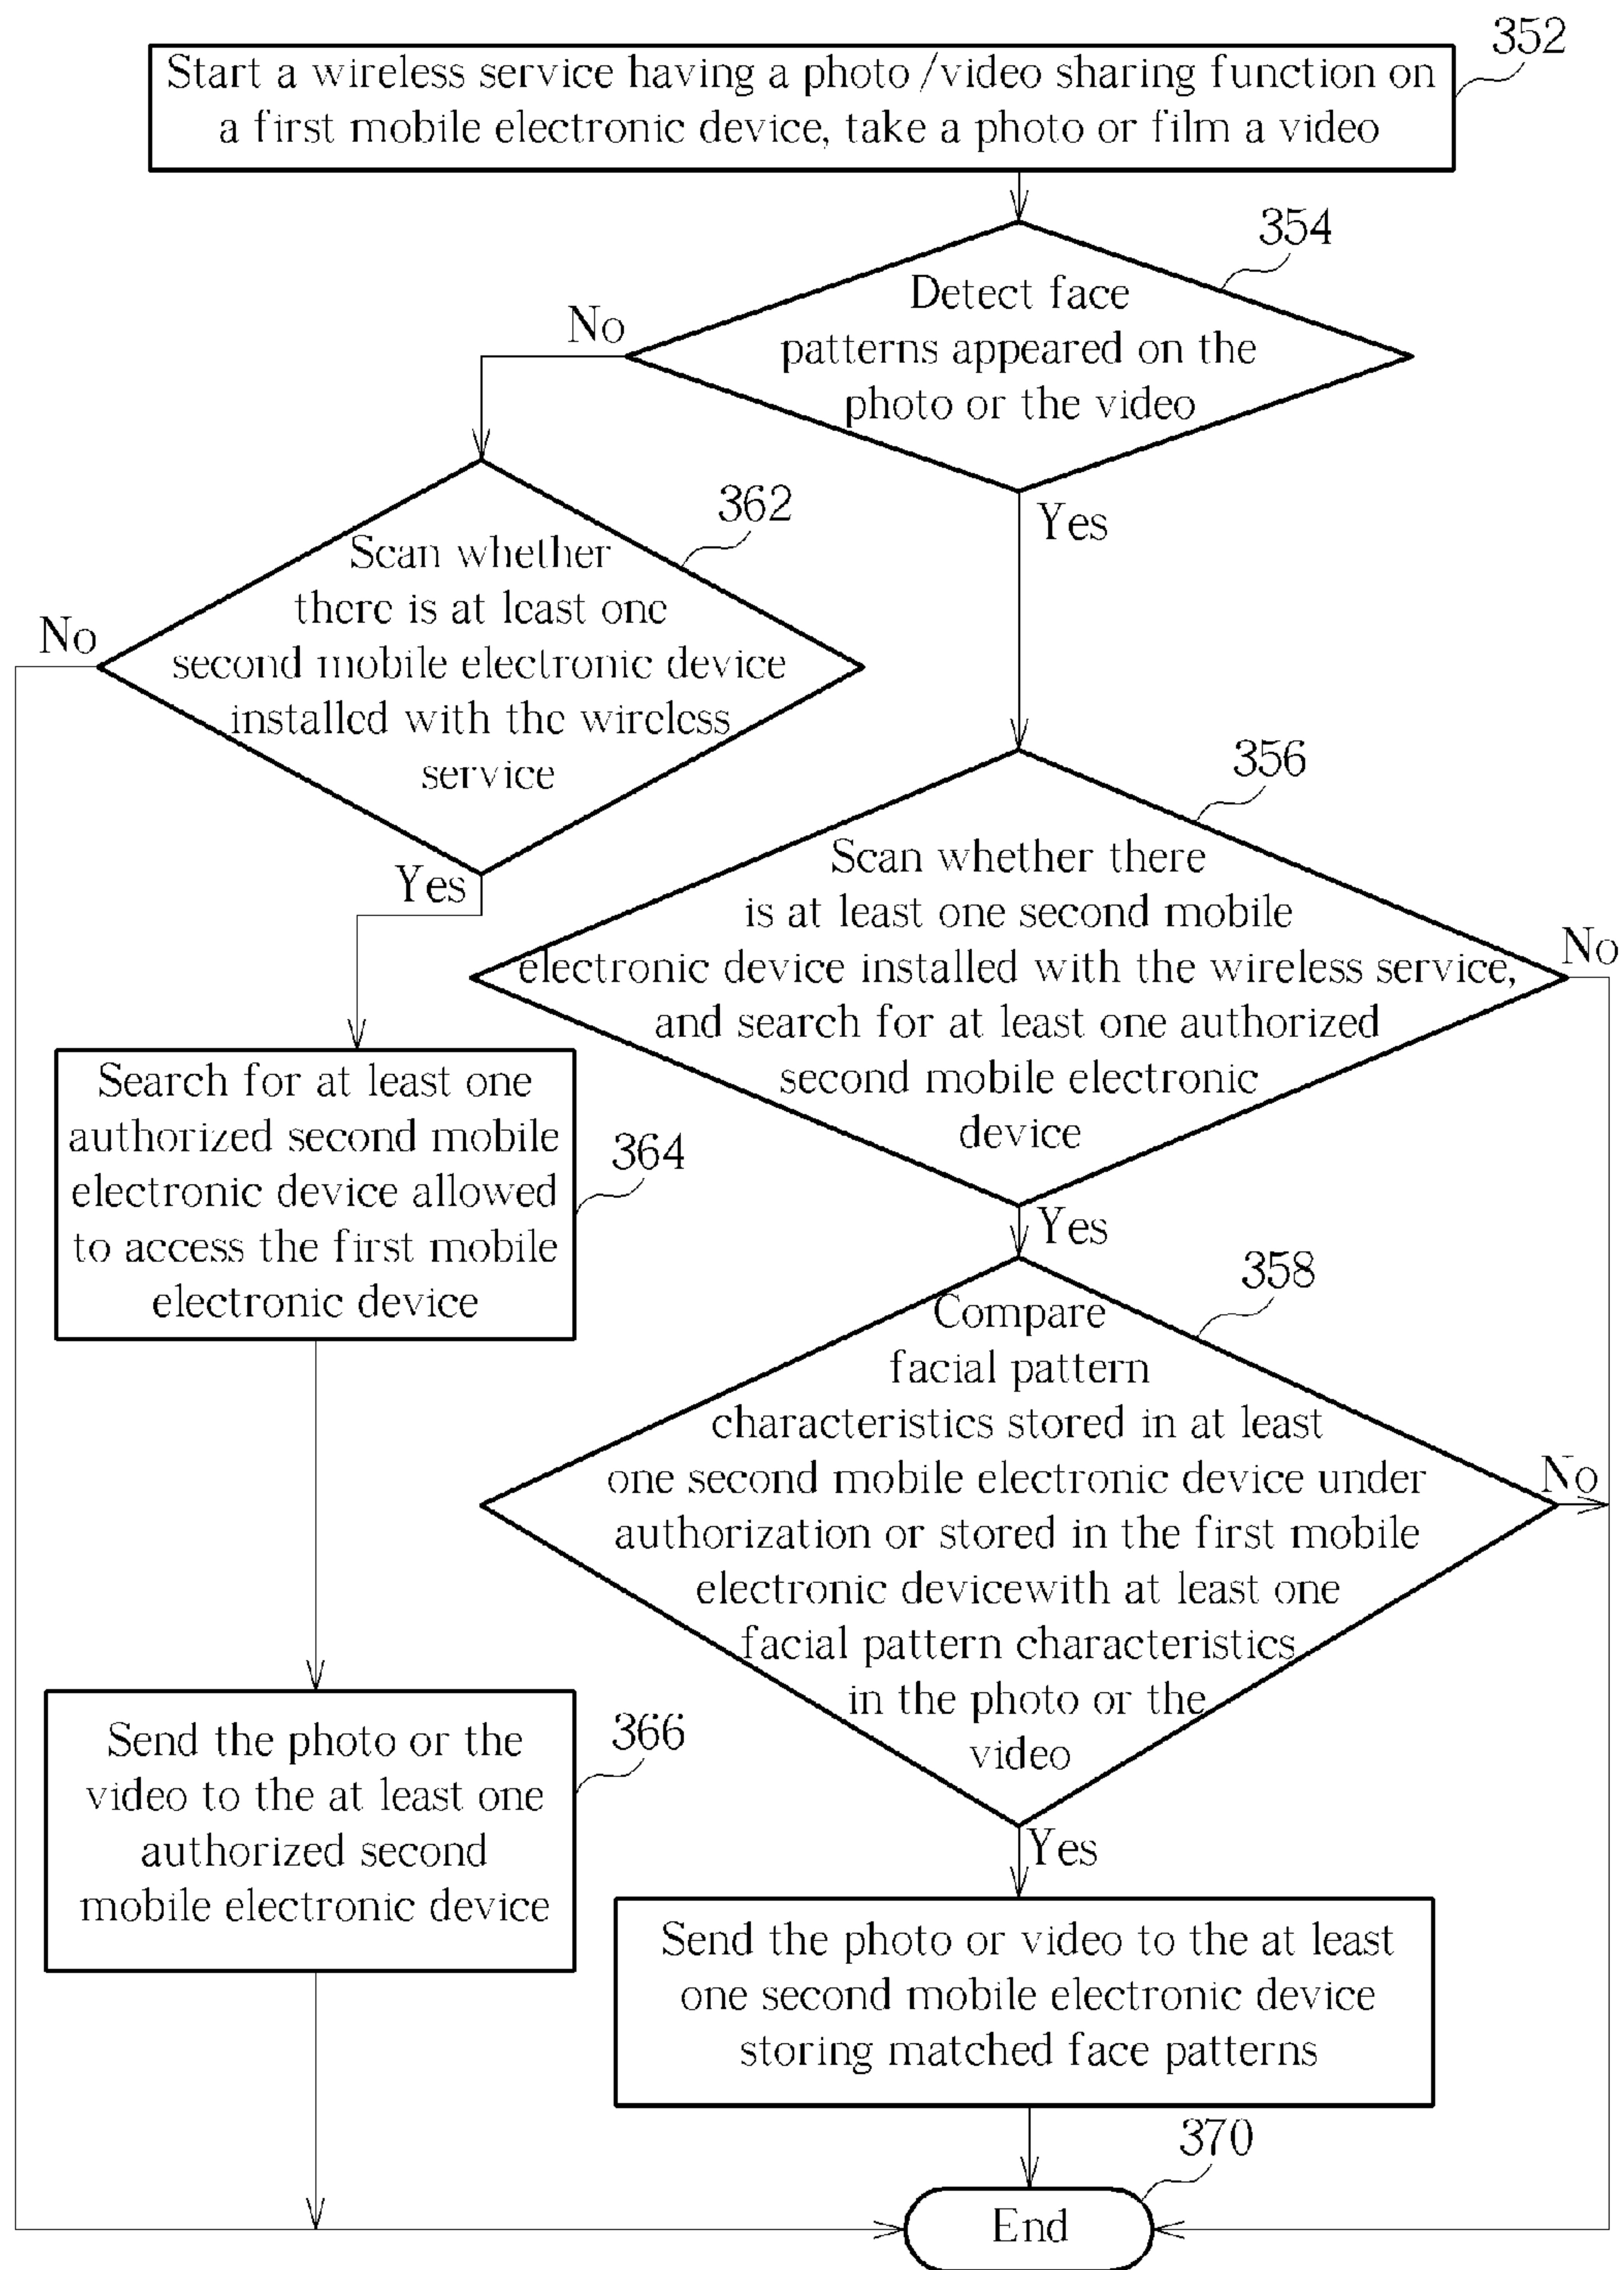 352
Start a wireless service having a photo/video sharing function on
a first mobile electronic device, take a photo or film a video
354
Detect face
patterns appeared on the
photo or the video
No
Yes
362
Scan whether
there is at least one
second mobile electronic device
installed with the wireless
service
No
Yes
356
Scan whether there
is at least one second mobile
electronic device installed with the wireless service,
and search for at least one authorized
second mobile electronic
device
No
Yes
Search for at least one
authorized second mobile
electronic device allowed
to access the first mobile
electronic device
364
358
Compare
facial pattern
characteristics stored in at least
one second mobile electronic device under
authorization or stored in the first mobile
electronic devicewith at least one
facial pattern characteristics
in the photo or the
video
No
Yes
Send the photo or the
video to the at least one
authorized second
mobile electronic device
366
Send the photo or video to the at least
one second mobile electronic device
storing matched face patterns
370
End